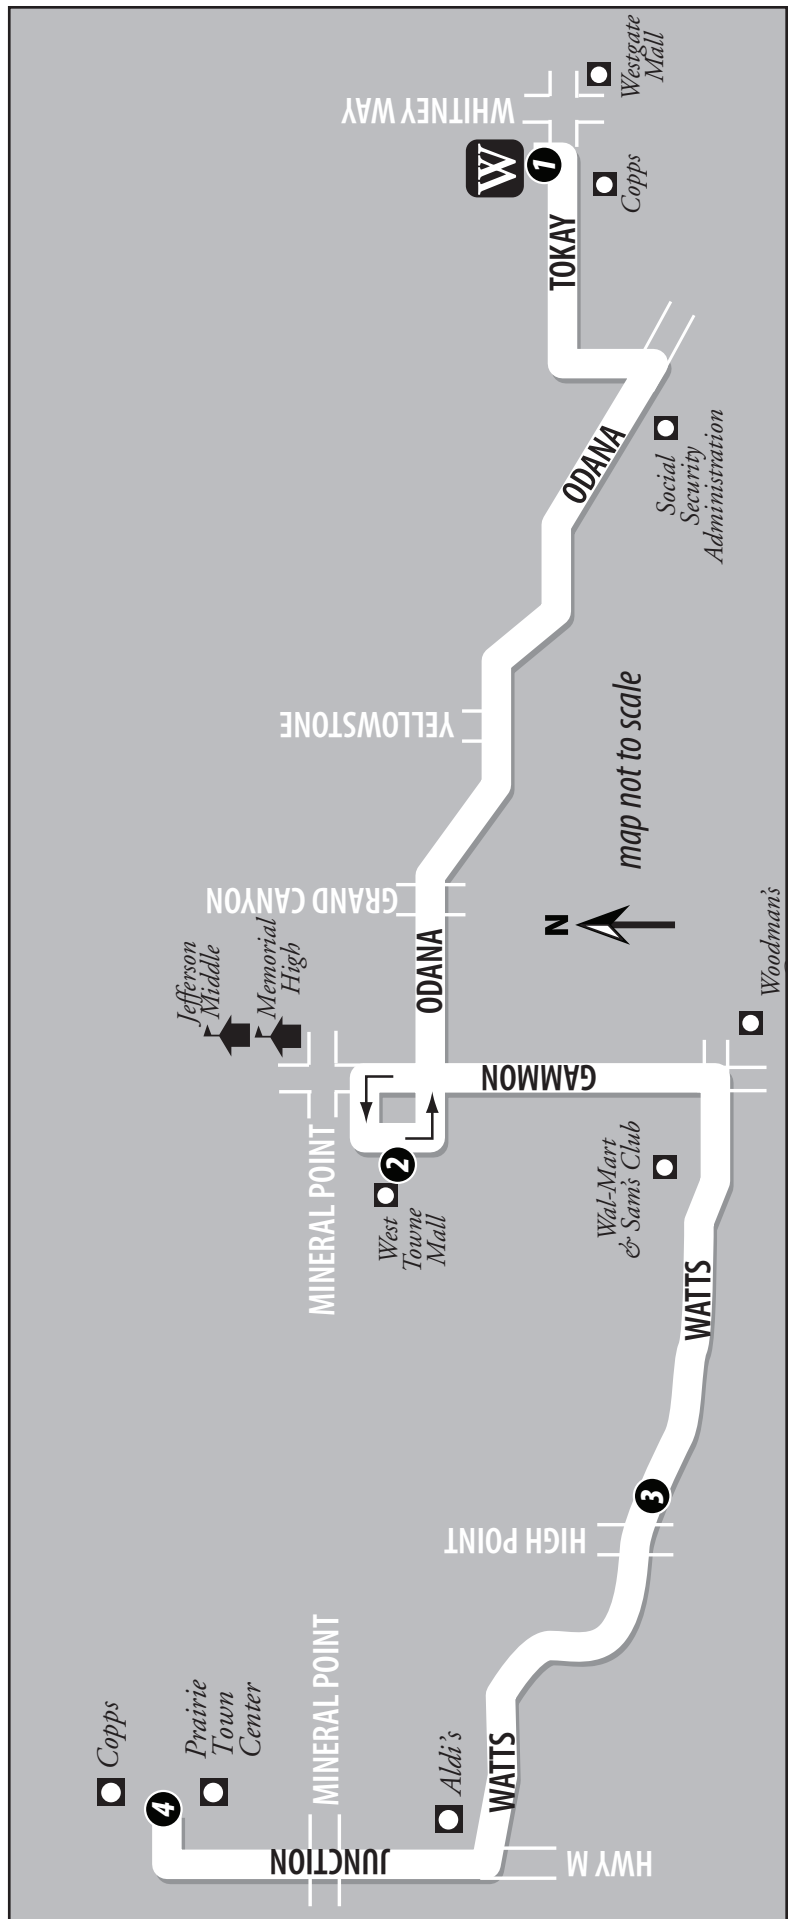 Copps
4
Prairie
Town
Center
MINERAL POINT
JUNCTION
Aldi's
WATTS
HWY M
HIGH POINT
3
WATTS
Wal-Mart
& Sam's Club
MINERAL POINT
West
Towne
Mall
2
Jefferson
Middle
Memorial
High
GAMMON
Woodman's
ODANA
GRAND CANYON
N
map not to scale
YELLOWSTONE
ODANA
Social
Security
Administration
TOKAY
W
1
Copps
WHITNEY WAY
Westgate
Mall